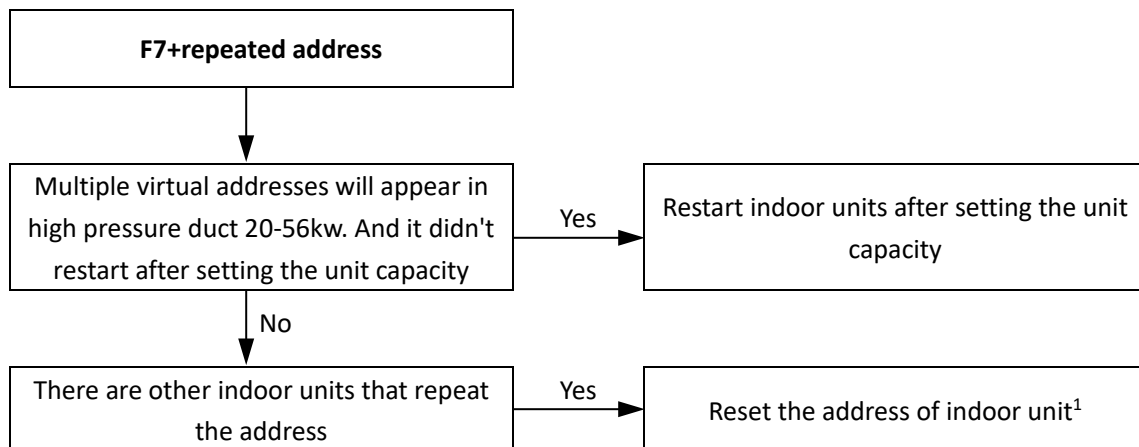 F7+repeated address
Multiple virtual addresses will appear in
high pressure duct 20-56kw. And it didn't
restart after setting the unit capacity
Yes
Restart indoor units after setting the unit
capacity
No
There are other indoor units that repeat
the address
Yes
Reset the address of indoor unit¹